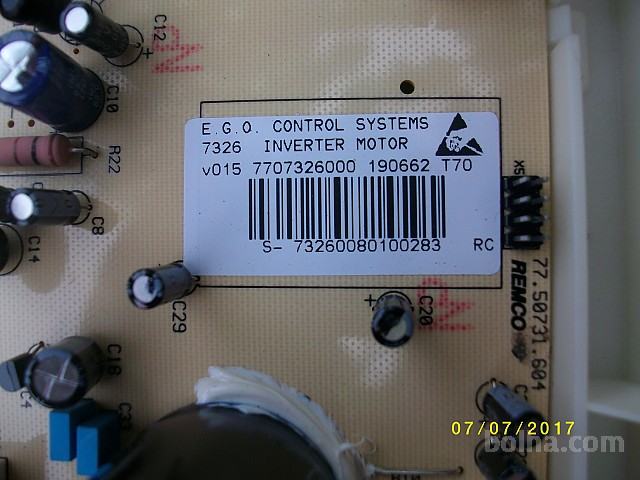 C12
C10
R22
C8
C14
E.G.O. CONTROL SYSTEMS
7326 INVERTER MOTOR
v015 7707326000 190662 T70
S- 73260080100283 RC
X5
REMCO
77.50731.604
C29
C20
C16
C4
07/07/2017
bolha.com